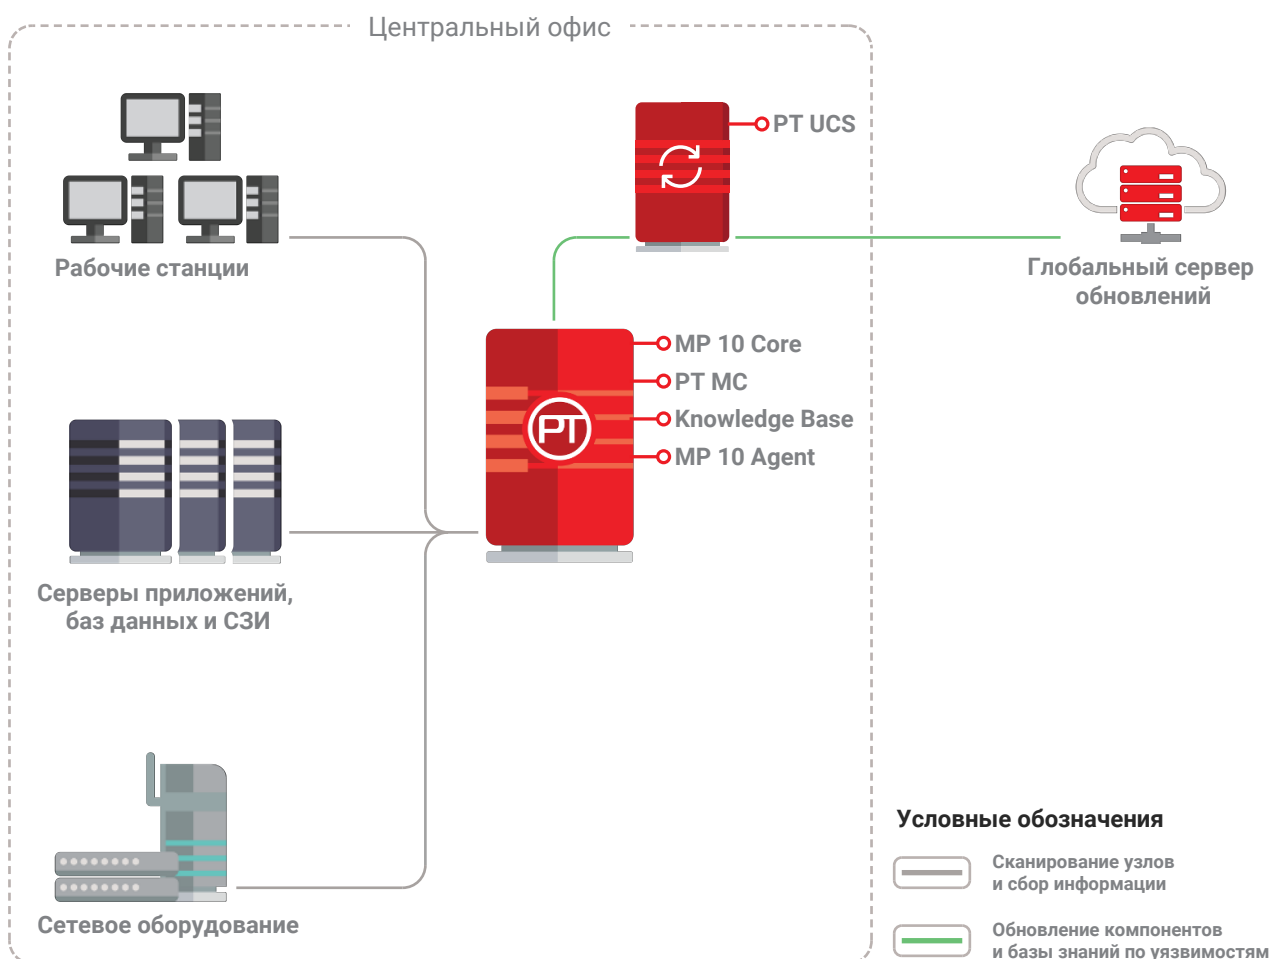 Центральный офис
PT UCS
Рабочие станции
Глобальный сервер
обновлений
MP 10 Core
PT MC
Knowledge Base
MP 10 Agent
PT
Серверы приложений,
баз данных и СЗИ
Сетевое оборудование
Условные обозначения
Сканирование узлов
и сбор информации
Обновление компонентов
и базы знаний по уязвимостям